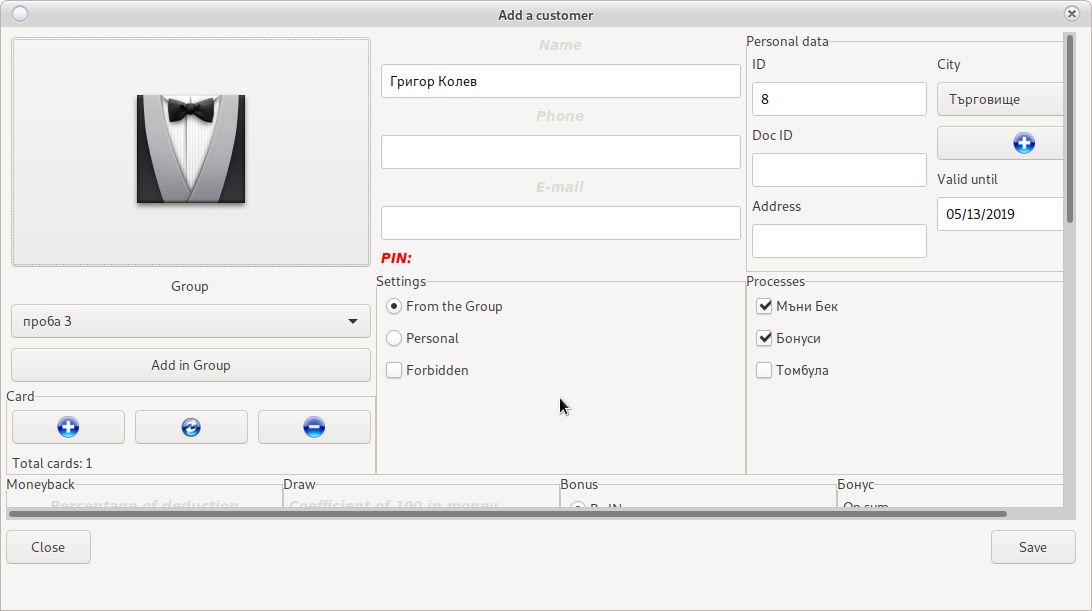 Add a customer
Name
Григор Колев
Phone
E-mail
PIN:
Personal data
ID
City
8
Търговище
Doc ID
Valid until
Address
05/13/2019
Group
проба 3
Add in Group
Card
Total cards: 1
Settings
From the Group
Personal
Forbidden
Processes
Мъни Бек
Бонуси
Томбула
Moneyback
Percentage of deduction
Draw
Coefficient of 100 in money
Bonus
By IN
Бонус
On sum
Close
Save